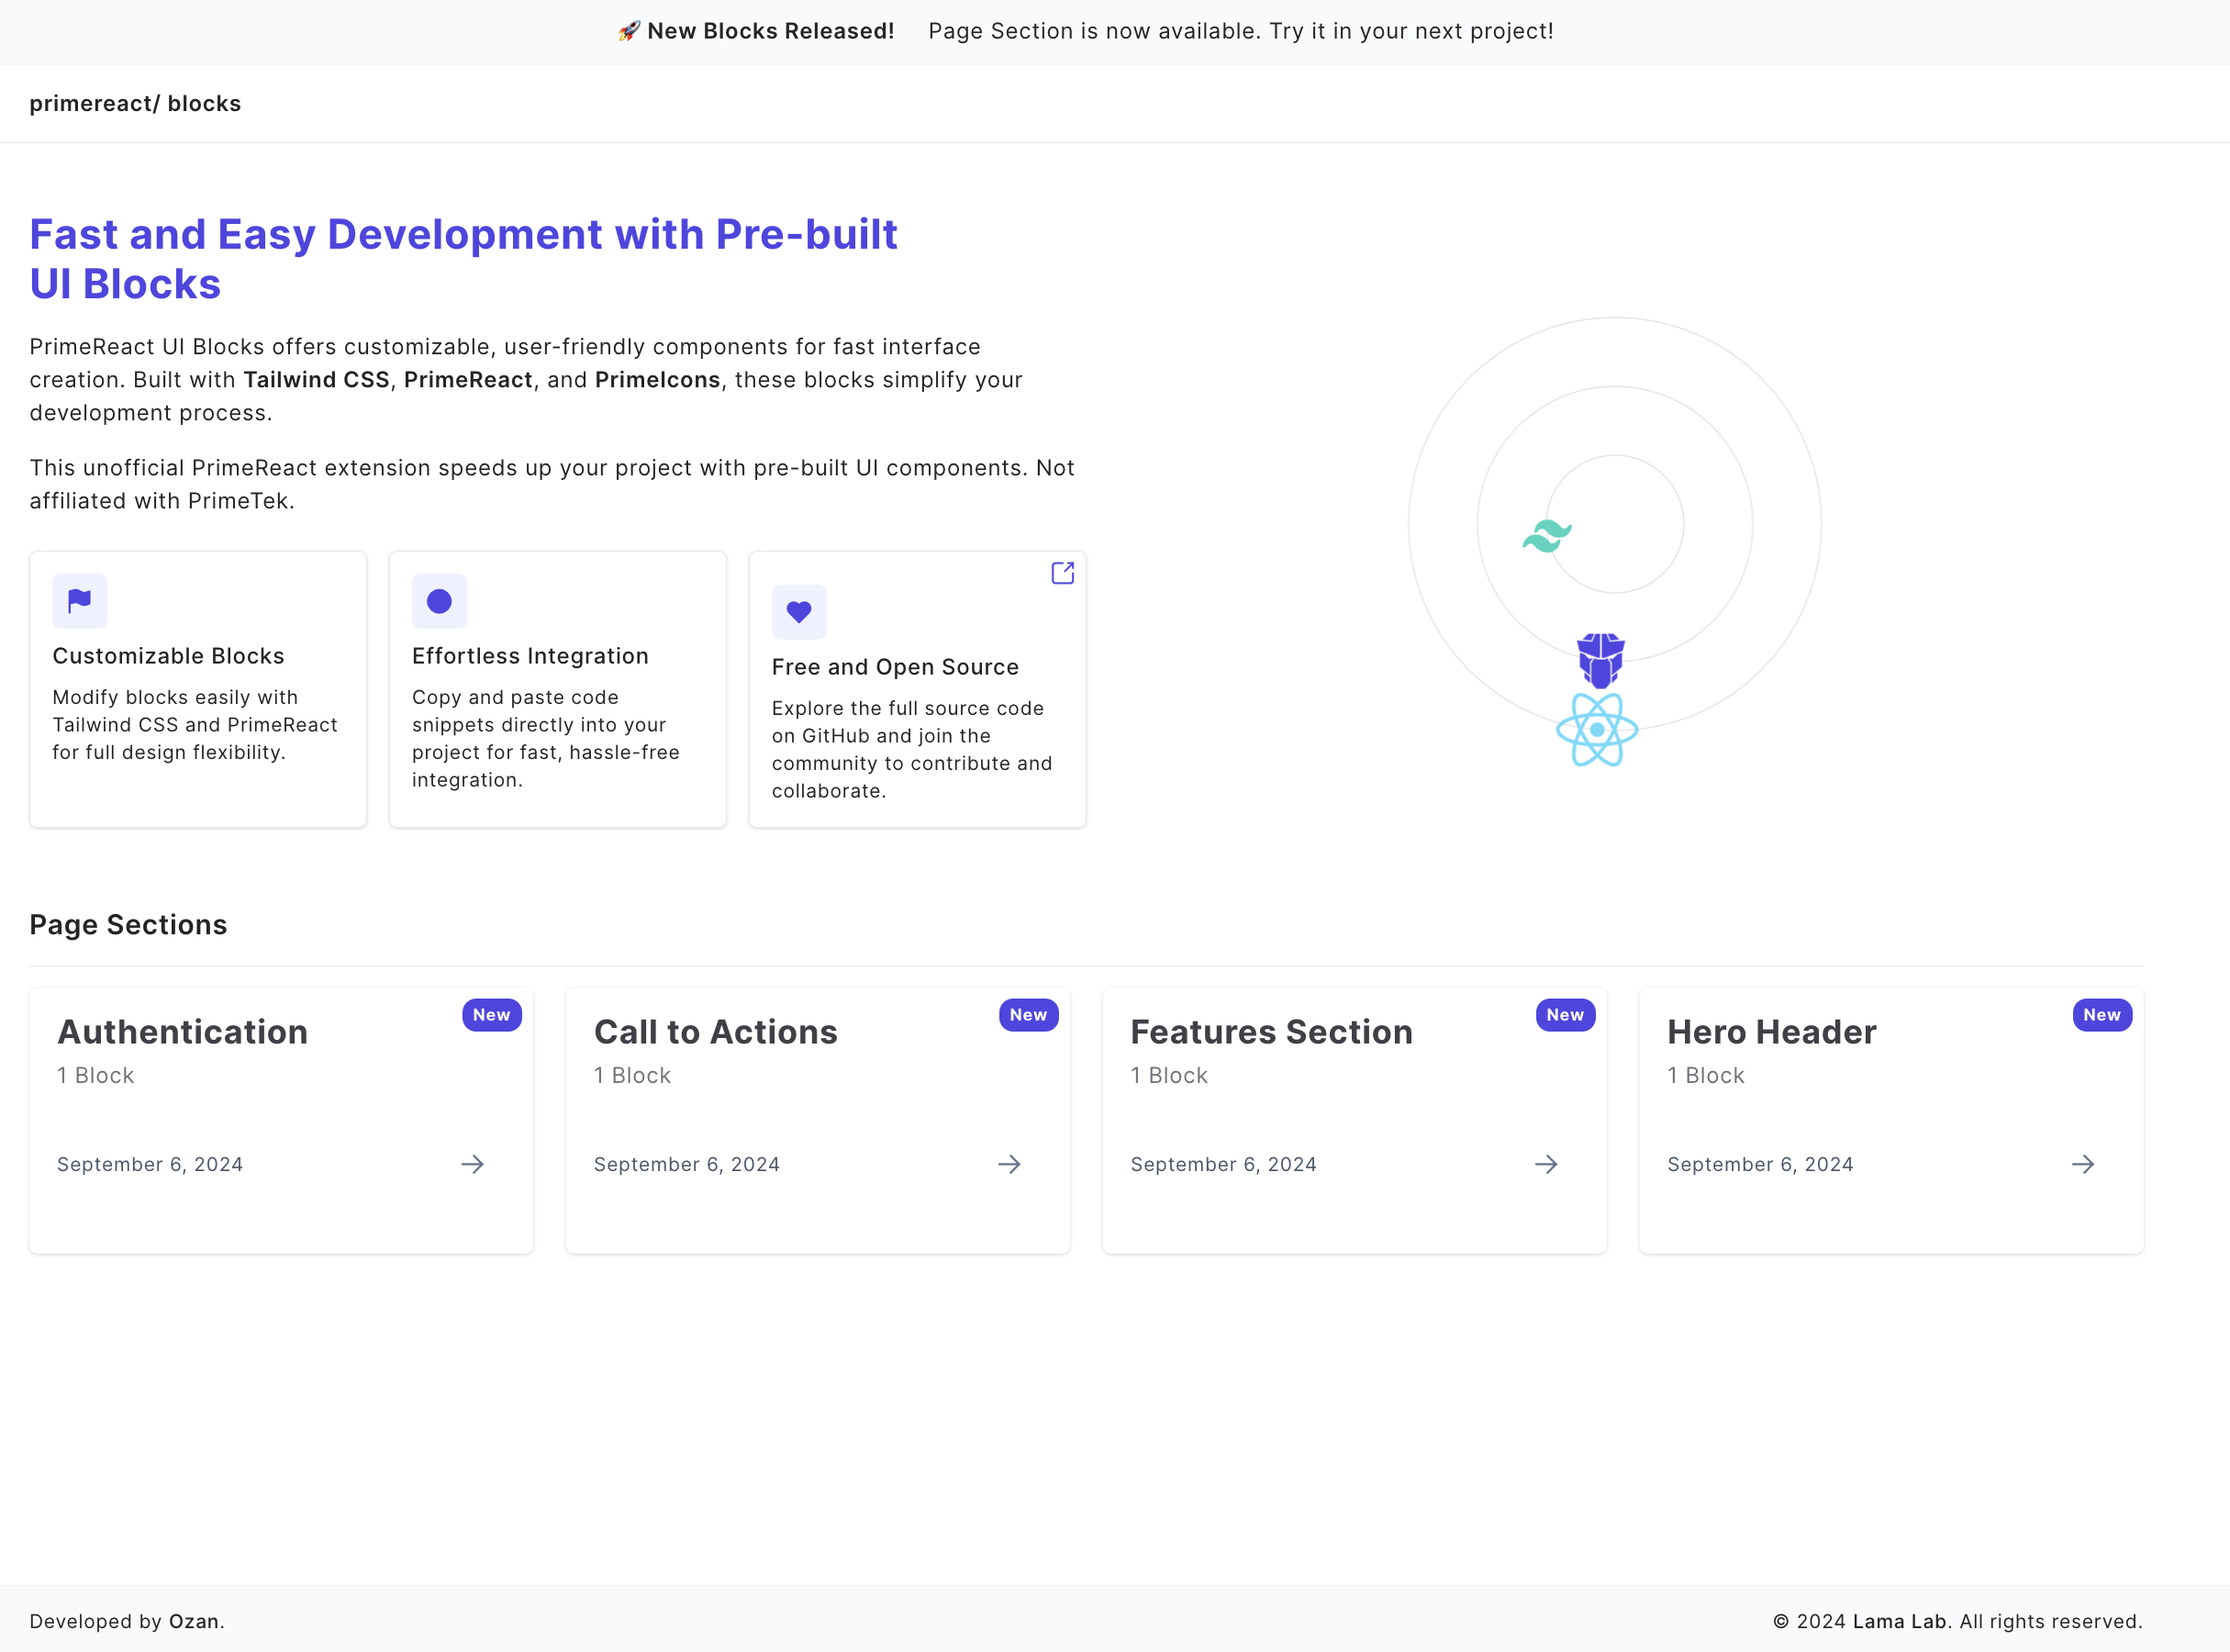 🚀 New Blocks Released! Page Section is now available. Try it in your next project!
primereact/ blocks
Fast and Easy Development with Pre-built
UI Blocks
PrimeReact UI Blocks offers customizable, user-friendly components for fast interface
creation. Built with Tailwind CSS, PrimeReact, and PrimeIcons, these blocks simplify your
development process.
This unofficial PrimeReact extension speeds up your project with pre-built UI components. Not
affiliated with PrimeTek.
Customizable Blocks
Modify blocks easily with
Tailwind CSS and PrimeReact
for full design flexibility.
Effortless Integration
Copy and paste code
snippets directly into your
project for fast, hassle-free
integration.
Free and Open Source
Explore the full source code
on GitHub and join the
community to contribute and
collaborate.
Page Sections
New
Authentication
1 Block
September 6, 2024
New
Call to Actions
1 Block
September 6, 2024
New
Features Section
1 Block
September 6, 2024
New
Hero Header
1 Block
September 6, 2024
Developed by Ozan.
© 2024 Lama Lab. All rights reserved.